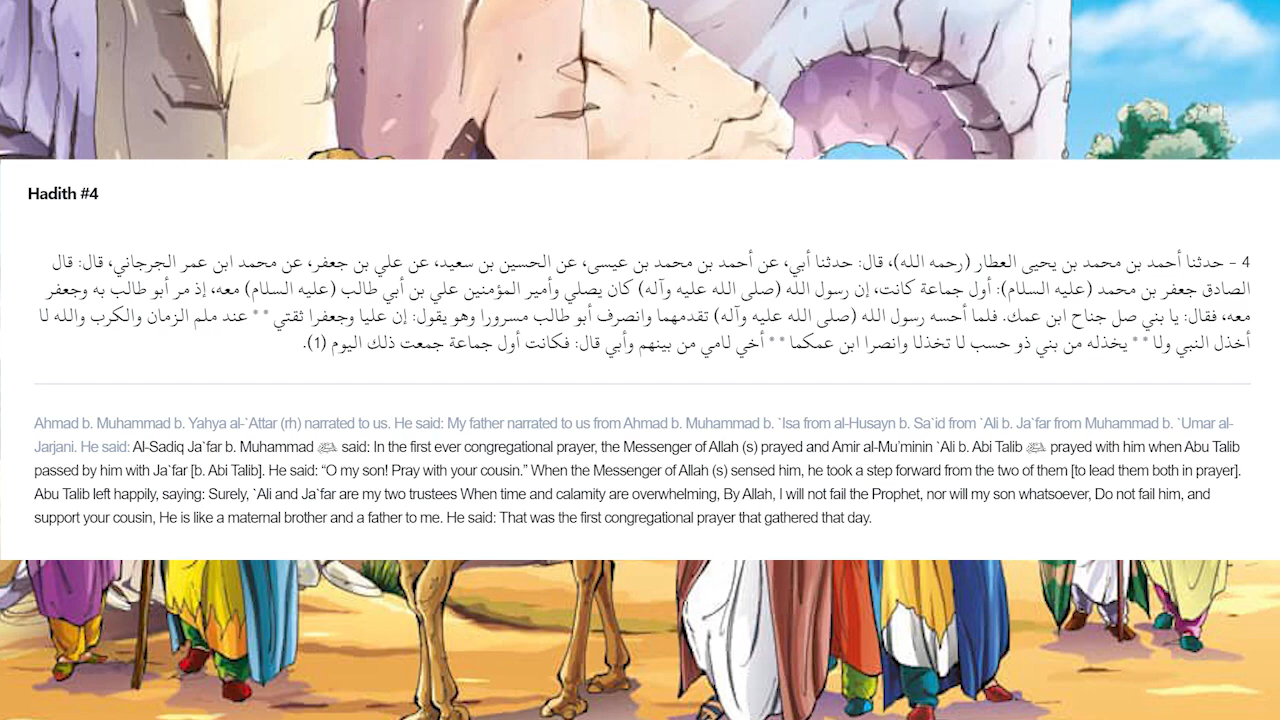 Hadith #4
4 - حدثنا أحمد بن محمد بن يحيى العطار (رحمه الله)، قال: حدثنا أبي، عن أحمد بن محمد بن عيسى، عن الحسين بن سعيد، عن علي بن جعفر، عن محمد ابن عمر الجرجاني، قال: قال
الصادق جعفر بن محمد (عليه السلام): أول جماعة كانت، إن رسول الله (صلى الله عليه وآله) كان يصلي وأمير المؤمنين علي بن أبي طالب (عليه السلام) معه، إذ مر أبو طالب به وجعفر
معه، فقال: يا بني صل جناح ابن عمك. فلما أحسه رسول الله (صلى الله عليه وآله) تقدمهما وانصرف أبو طالب مسرورا وهو يقول: إن عليا وجعفرا ثقتي * * عند ملم الزمان والكرب والله لا
أخذل النبي ولا * * يخذله من بني ذو حسب لا تخذلا وانصرا ابن عمكما * * أخي لامي من بينهم وأبي قال: فكانت أول جماعة جمعت ذلك اليوم (1).
Ahmad b. Muhammad b. Yahya al-`Attar (rh) narrated to us. He said: My father narrated to us from Ahmad b. Muhammad b. `Isa from al-Husayn b. Sa`id from `Ali b. Ja`far from Muhammad b. `Umar al-
Jarjani. He said: Al-Sadiq Ja`far b. Muhammad said: In the first ever congregational prayer, the Messenger of Allah (s) prayed and Amir al-Mu'minin `Ali b. Abi Talib prayed with him when Abu Talib
passed by him with Ja`far [b. Abi Talib]. He said: “O my son! Pray with your cousin.” When the Messenger of Allah (s) sensed him, he took a step forward from the two of them [to lead them both in prayer].
Abu Talib left happily, saying: Surely, `Ali and Ja`far are my two trustees When time and calamity are overwhelming, By Allah, I will not fail the Prophet, nor will my son whatsoever, Do not fail him, and
support your cousin, He is like a maternal brother and a father to me. He said: That was the first congregational prayer that gathered that day.